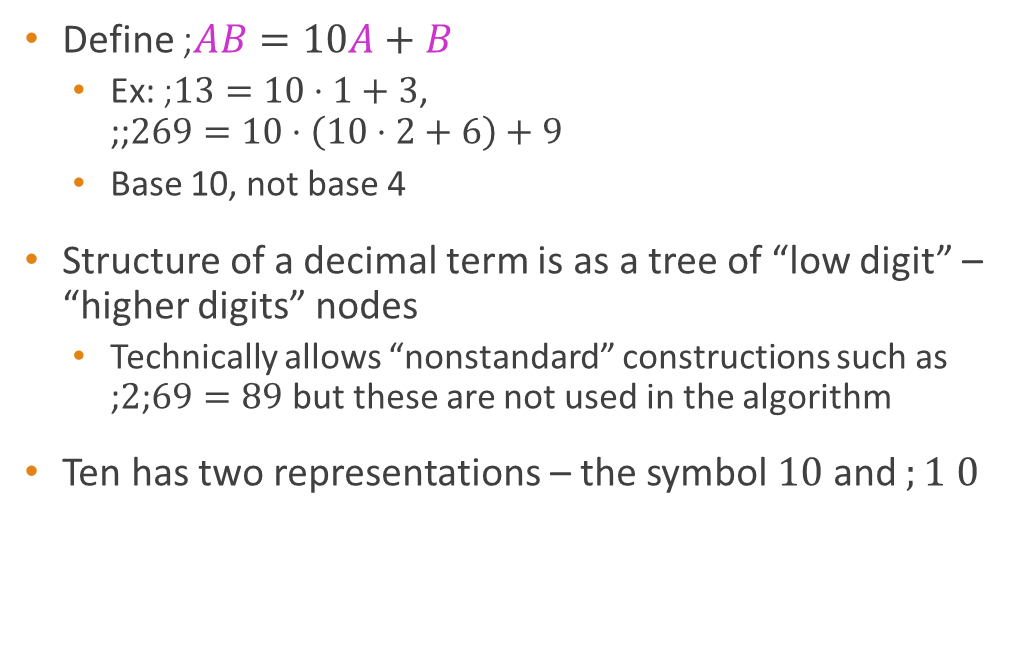 • Define ;AB = 10A + B
• Ex: ;13 = 10 · 1 + 3,
;;269 = 10 · (10 · 2 + 6) + 9
• Base 10, not base 4
• Structure of a decimal term is as a tree of “low digit” –
“higher digits” nodes
• Technically allows “nonstandard” constructions such as
;2;69 = 89 but these are not used in the algorithm
• Ten has two representations – the symbol 10 and ; 1 0